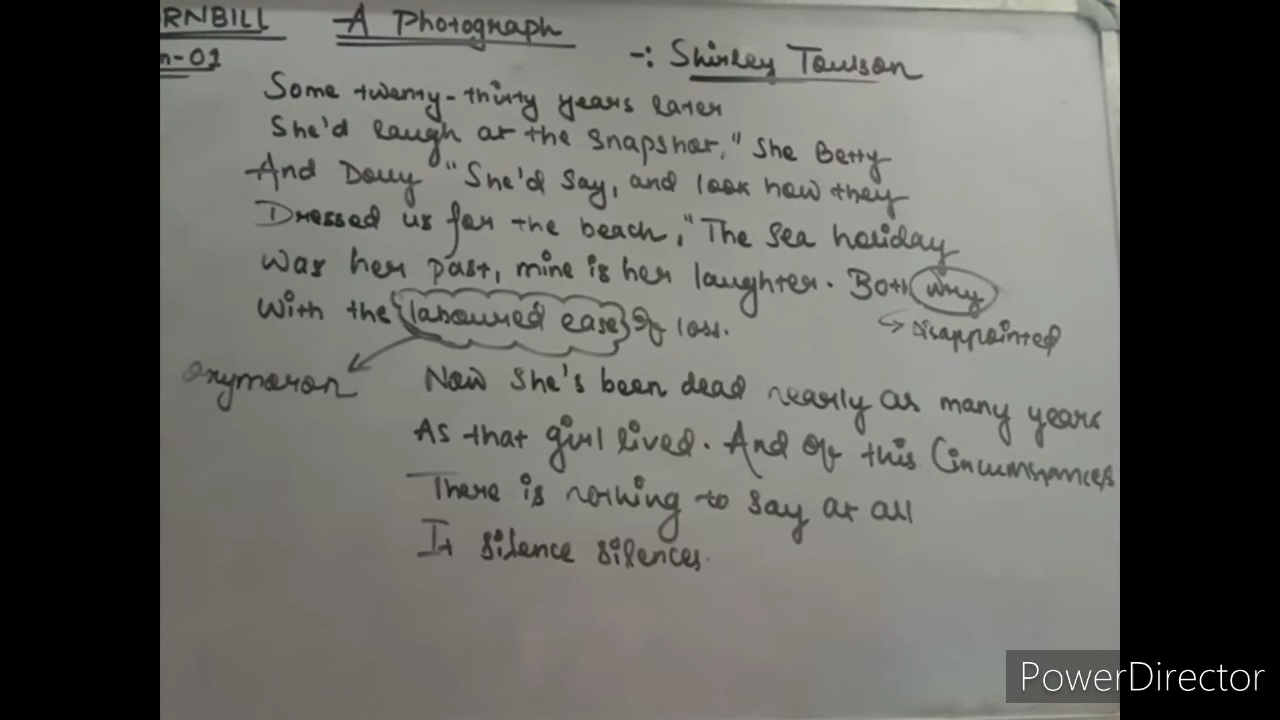 RNBILL
A Photograph
n-01
-: Shirley Toulson
Some twenty-thirty years later
She'd laugh at the snapshot," She Betty
And Dolly "She'd Say, and look how they
Dressed us for the beach," The Sea holiday
was her past, mine is her laughter. Both wry
→ Disappointed
With the laboured ease of loss.
oxymoron
Now She's been dead nearly as many years
As that girl lived. And of this Circumstances
There is nothing to say at all
It silence silences.
PowerDirector